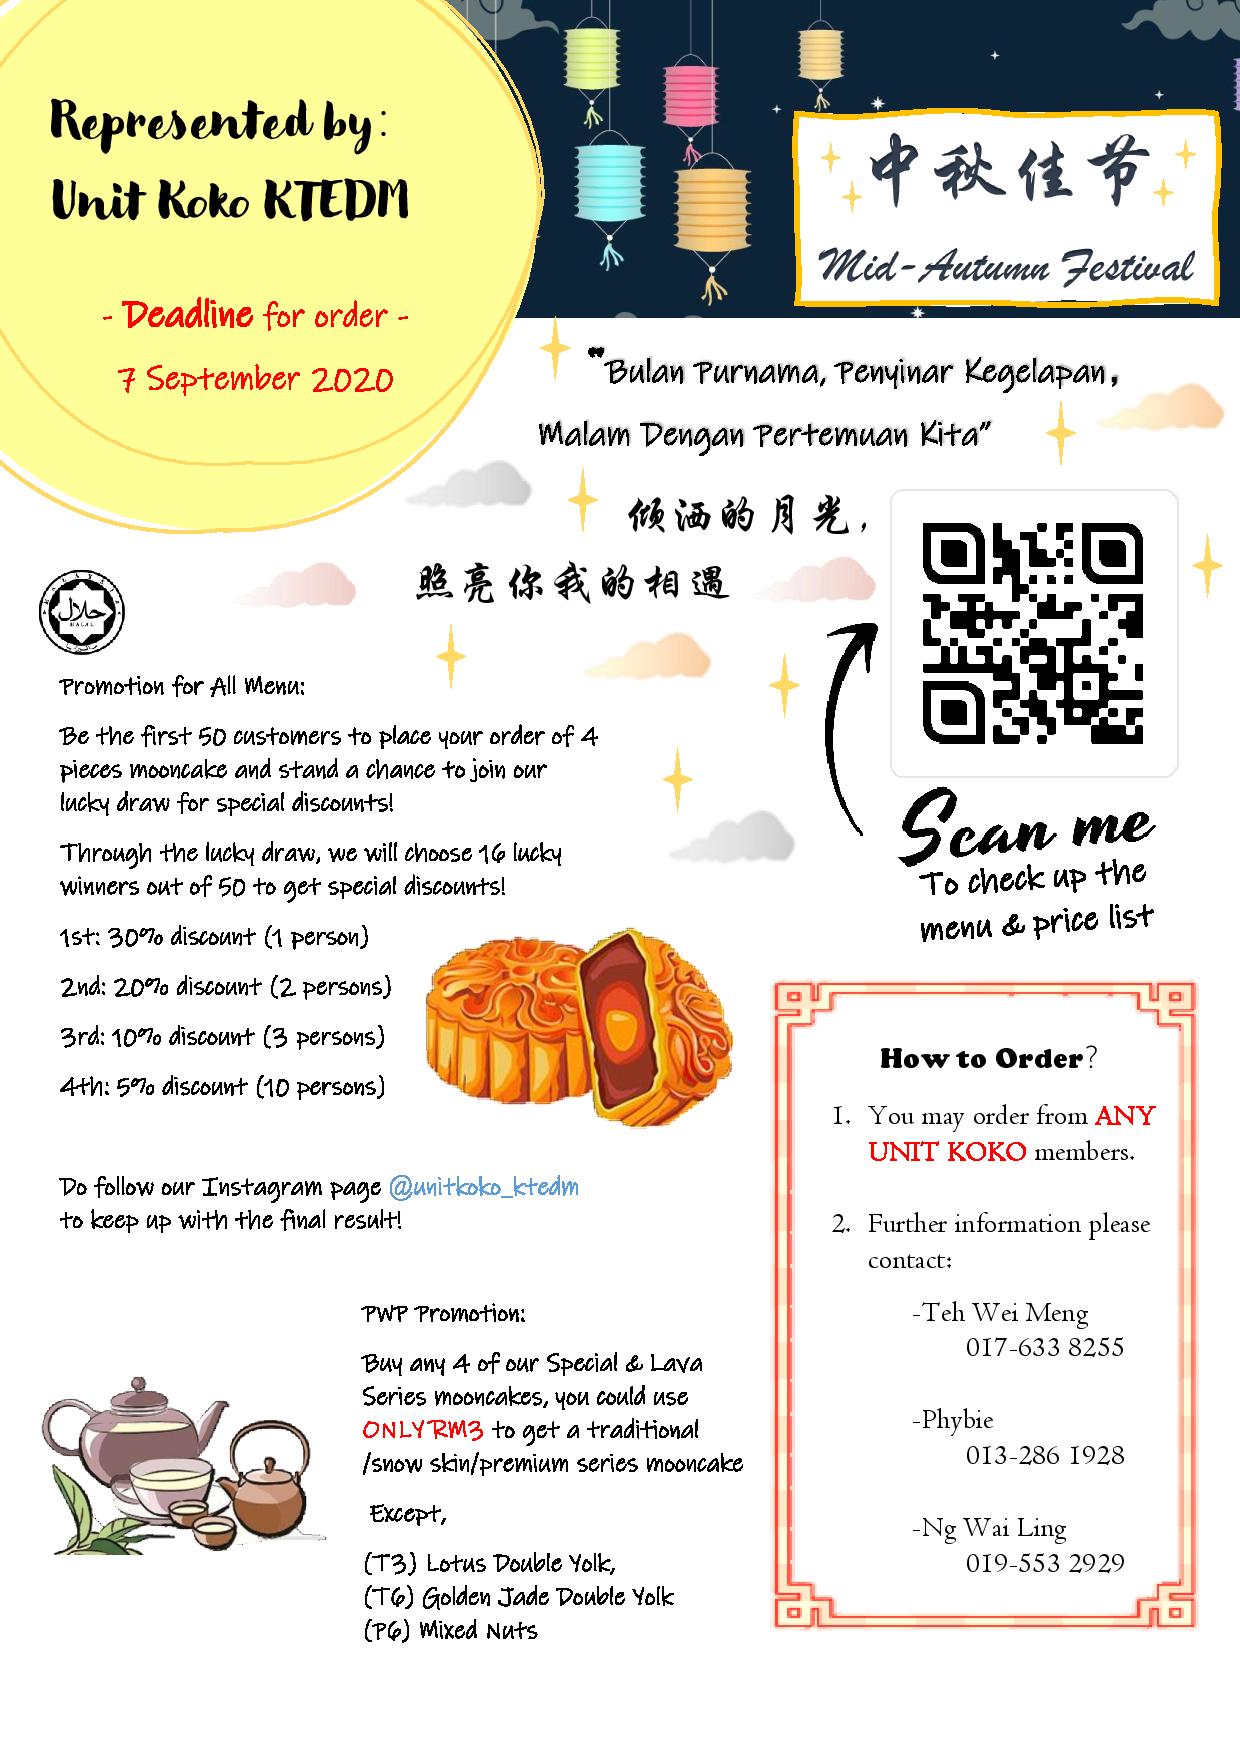 Represented by:
Unit Koko KTEDM
- Deadline for order -
7 September 2020
中秋佳节
Mid-Autumn Festival
“Bulan Purnama, Penyinar Kegelapan,
Malam Dengan Pertemuan Kita”
倾洒的月光,
照亮你我的相遇
حلال
HALAL
Promotion for All Menu:
Be the first 50 customers to place your order of 4
pieces mooncake and stand a chance to join our
lucky draw for special discounts!
Through the lucky draw, we will choose 16 lucky
winners out of 50 to get special discounts!
1st: 30% discount (1 person)
2nd: 20% discount (2 persons)
3rd: 10% discount (3 persons)
4th: 5% discount (10 persons)
Do follow our Instagram page @unitkoko_ktedm
to keep up with the final result!
Scan me
To check up the
menu & price list
PWP Promotion:
Buy any 4 of our Special & Lava
Series mooncakes, you could use
ONLY RM3 to get a traditional
/snow skin/premium series mooncake
Except,
(T3) Lotus Double Yolk,
(T6) Golden Jade Double Yolk
(P6) Mixed Nuts
How to Order?
1. You may order from ANY
UNIT KOKO members.
2. Further information please
contact:
-Teh Wei Meng
017-633 8255
-Phybie
013-286 1928
-Ng Wai Ling
019-553 2929